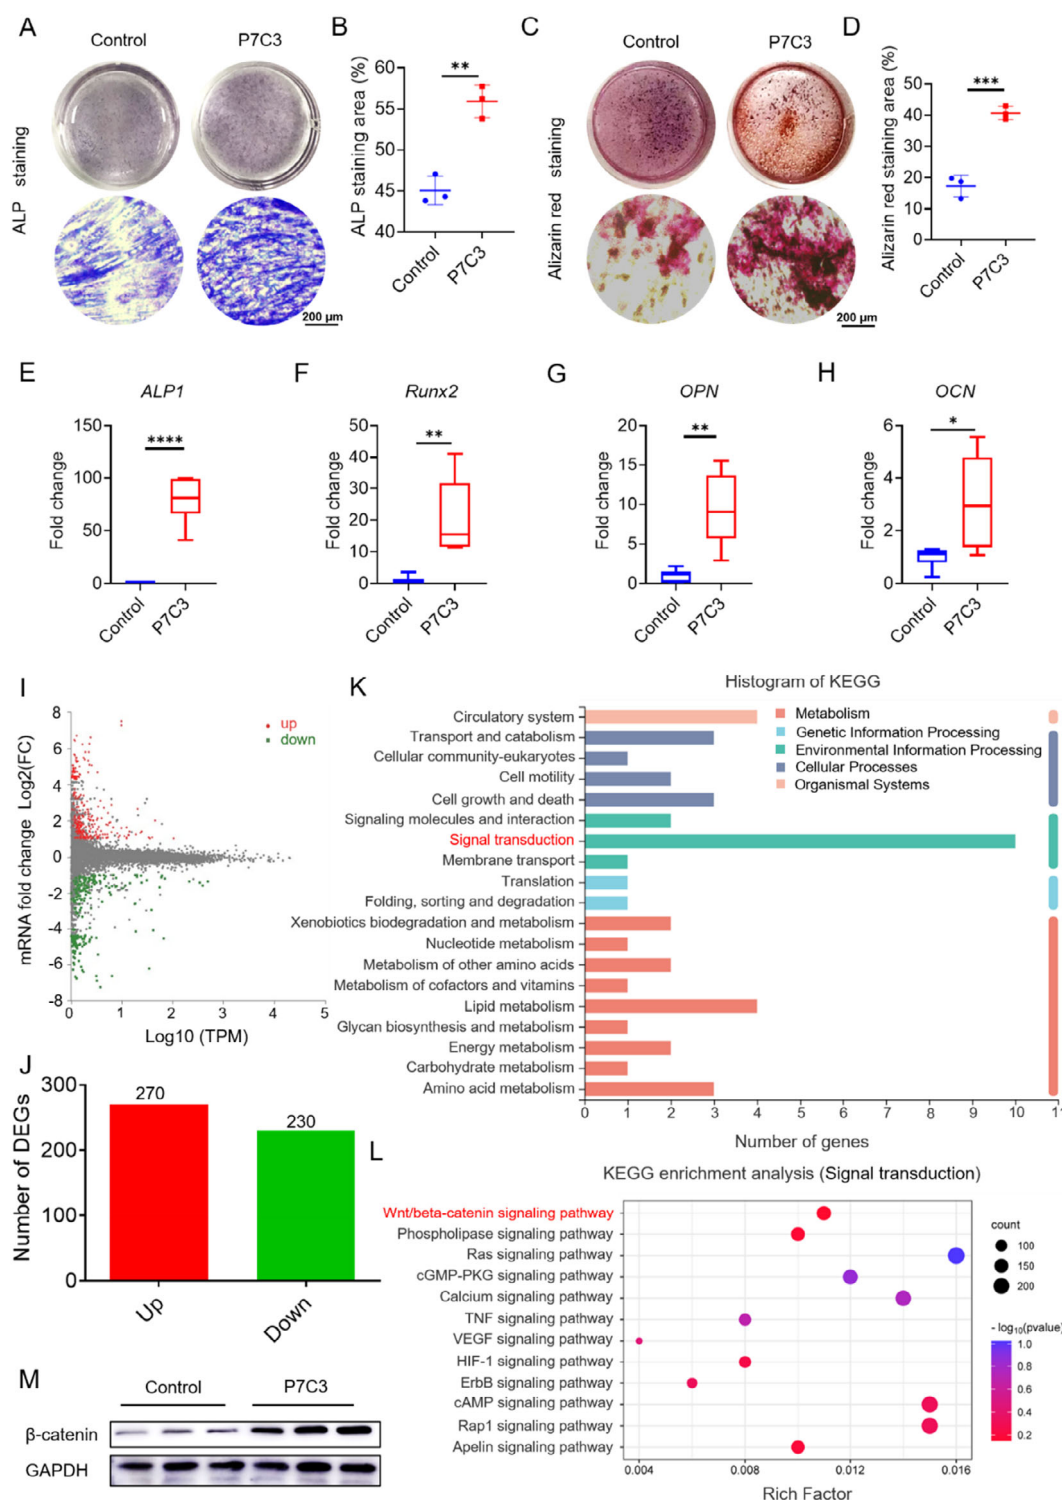 A
Control
P7C3
ALP staining
200 μm
B
ALP staining area (%)
60
55
50
45
40
**
Control
P7C3
C
Control
P7C3
Alizarin red staining
200 μm
D
Alizarin red staining area (%)
50
40
30
20
10
0
***
Control
P7C3
E
ALP1
Fold change
150
100
50
0
****
Control
P7C3
F
Runx2
Fold change
50
40
30
20
10
0
**
Control
P7C3
G
OPN
Fold change
20
15
10
5
0
**
Control
P7C3
H
OCN
Fold change
6
4
2
0
*
Control
P7C3
I
mRNA fold change Log2(FC)
8
6
4
2
0
-2
-4
-6
-8
up
down
0 1 2 3 4 5
Log10 (TPM)
J
Number of DEGs
300
200
100
0
270
230
Up
Down
K
Histogram of KEGG
Metabolism
Genetic Information Processing
Environmental Information Processing
Cellular Processes
Organismal Systems
Circulatory system
Transport and catabolism
Cellular community-eukaryotes
Cell motility
Cell growth and death
Signaling molecules and interaction
Signal transduction
Membrane transport
Translation
Folding, sorting and degradation
Xenobiotics biodegradation and metabolism
Nucleotide metabolism
Metabolism of other amino acids
Metabolism of cofactors and vitamins
Lipid metabolism
Glycan biosynthesis and metabolism
Energy metabolism
Carbohydrate metabolism
Amino acid metabolism
0 1 2 3 4 5 6 7 8 9 10 11
Number of genes
L
KEGG enrichment analysis (Signal transduction)
Wnt/beta-catenin signaling pathway
Phospholipase signaling pathway
Ras signaling pathway
cGMP-PKG signaling pathway
Calcium signaling pathway
TNF signaling pathway
VEGF signaling pathway
HIF-1 signaling pathway
ErbB signaling pathway
cAMP signaling pathway
Rap1 signaling pathway
Apelin signaling pathway
0.004 0.008 0.012 0.016
Rich Factor
count
100
150
200
- log10(pvalue)
1.0
0.8
0.6
0.4
0.2
M
Control
P7C3
β-catenin
GAPDH